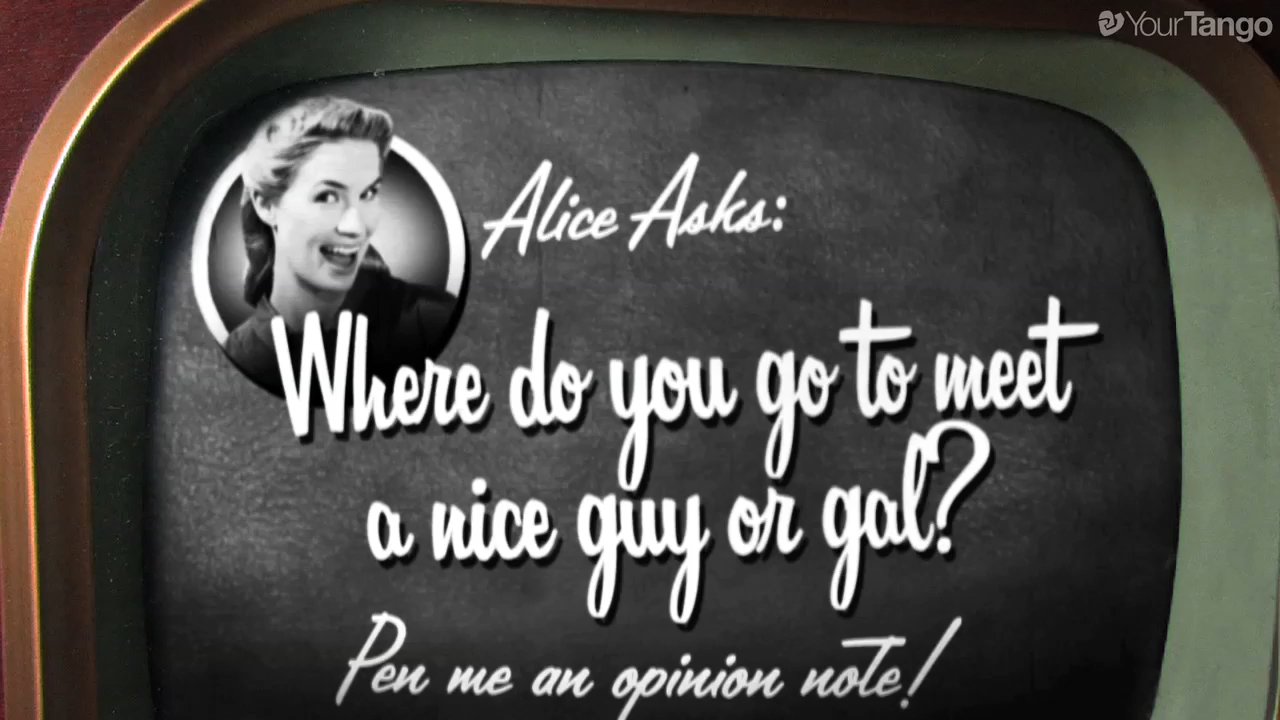 YourTango
Alice Asks:
Where do you go to meet
a nice guy or gal?
Pen me an opinion note!